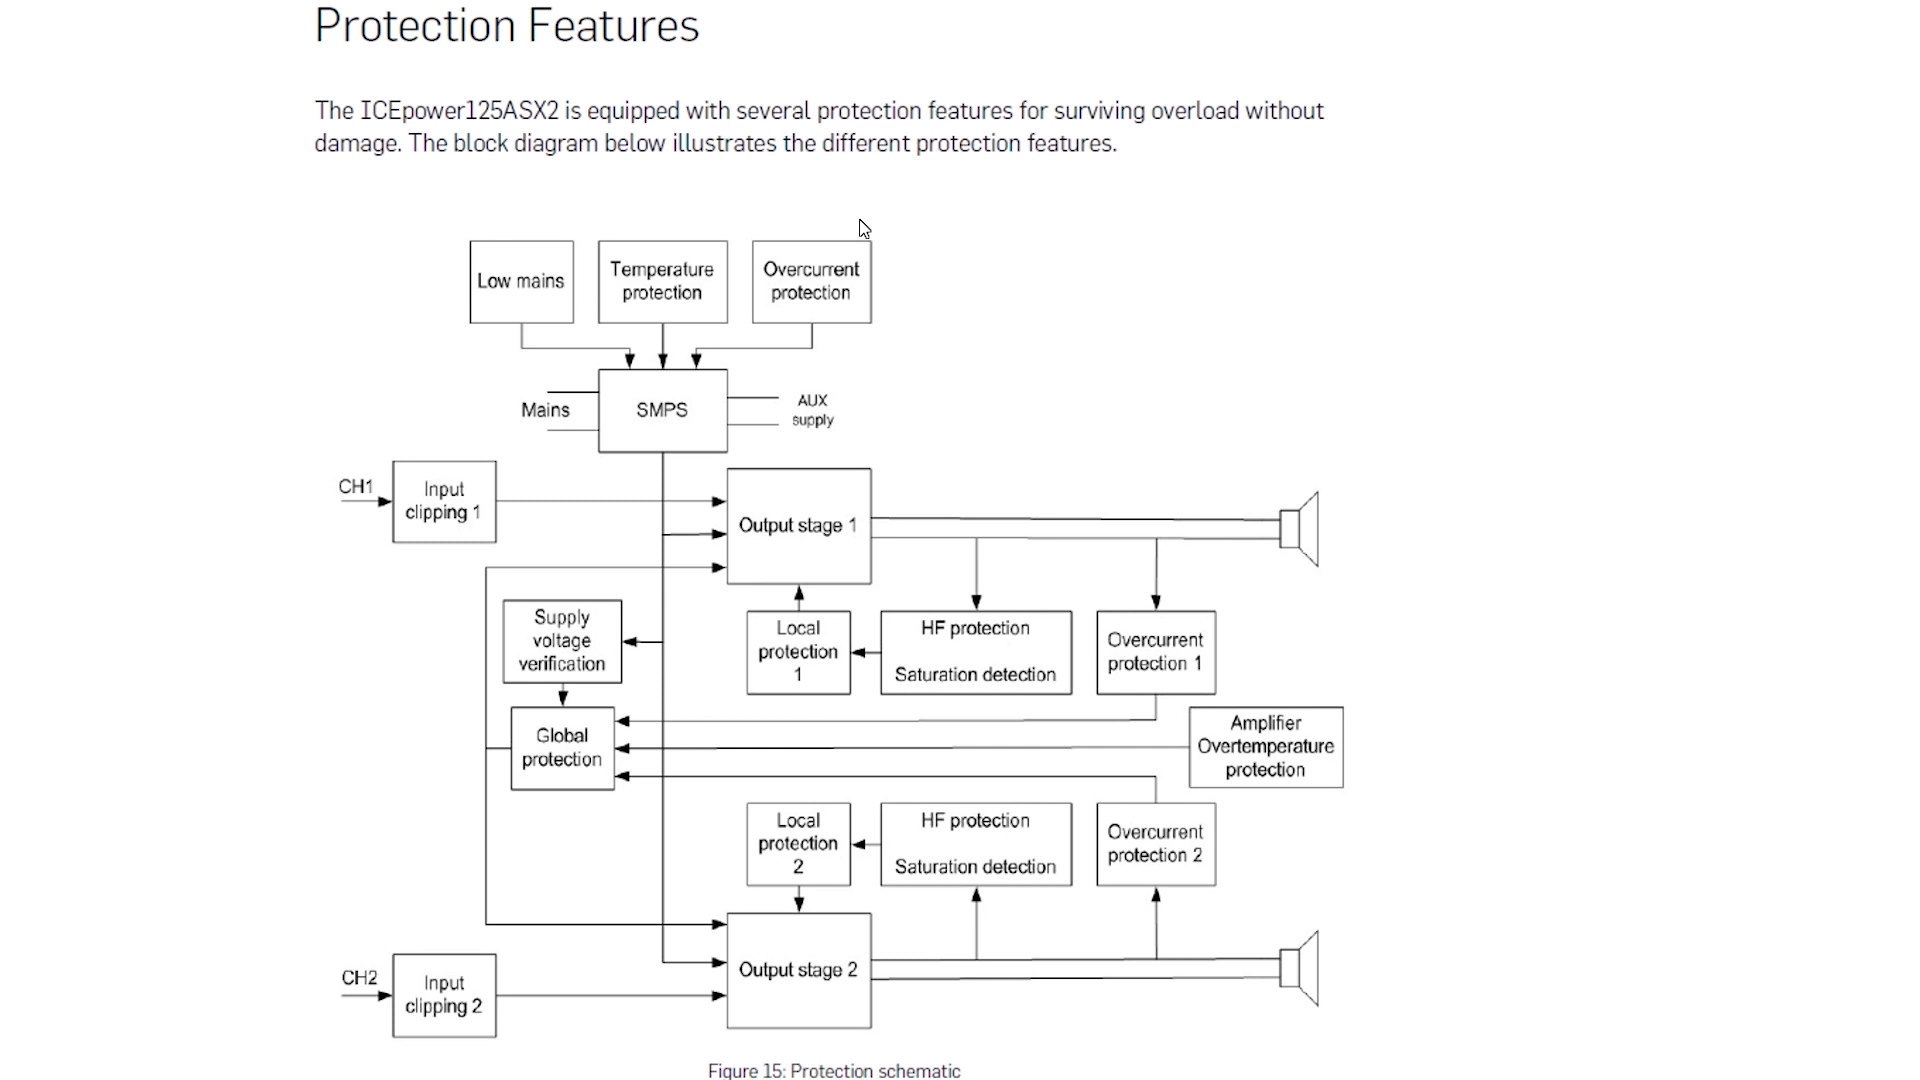 Protection Features
The ICEpower125ASX2 is equipped with several protection features for surviving overload without
damage. The block diagram below illustrates the different protection features.
Low mains
Temperature
protection
Overcurrent
protection
Mains
SMPS
AUX
supply
CH1
Input
clipping 1
Output stage 1
Supply
voltage
verification
Local
protection
1
HF protection
Saturation detection
Overcurrent
protection 1
Global
protection
Amplifier
Overtemperature
protection
Local
protection
2
HF protection
Saturation detection
Overcurrent
protection 2
CH2
Input
clipping 2
Output stage 2
Figure 15: Protection schematic